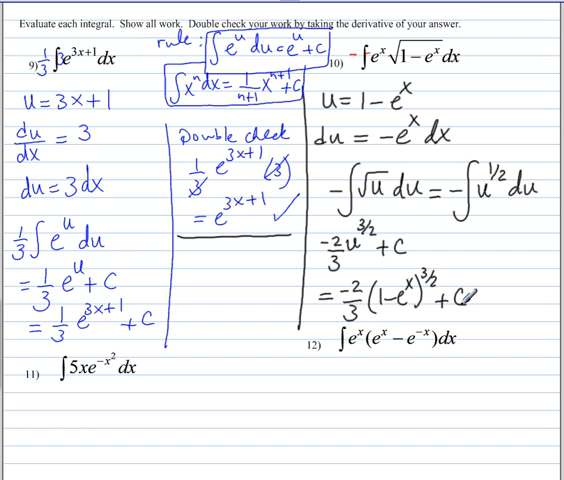 Evaluate each integral. Show all work. Double check your work by taking the derivative of your answer.
rule: ∫e^u du = e^u + C
9) 1/3 ∫3e^(3x+1) dx
∫x^n dx = 1/(n+1) x^(n+1) + C
u = 3x + 1
du/dx = 3
du = 3dx
1/3 ∫e^u du
= 1/3 e^u + C
= 1/3 e^(3x+1) + C
Double check
1/3 e^(3x+1) (3)
= e^(3x+1) ✓
10) -∫-e^x √(1 − e^x) dx
u = 1 - e^x
du = -e^x dx
-∫√u du = -∫u^(1/2) du
-2/3 u^(3/2) + C
= -2/3 (1-e^x)^(3/2) + C
11) ∫5xe^(−x²) dx
12) ∫e^x(e^x − e^(−x))dx